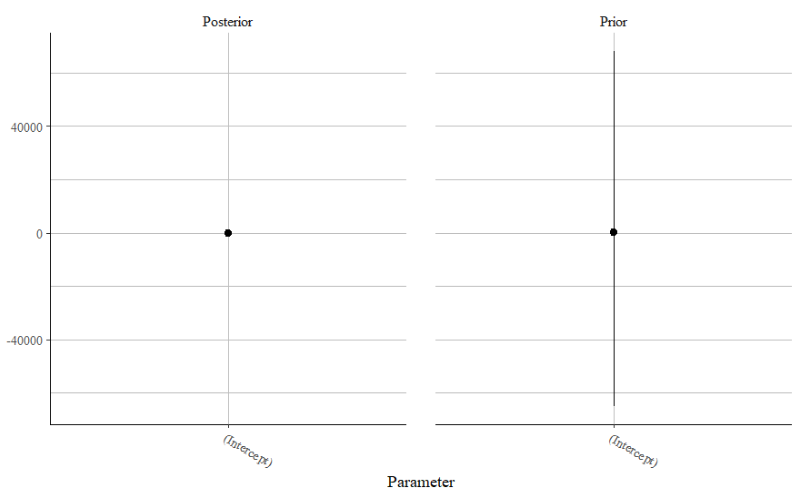 Posterior
Prior
40000
0
-40000
(Intercept)
(Intercept)
Parameter